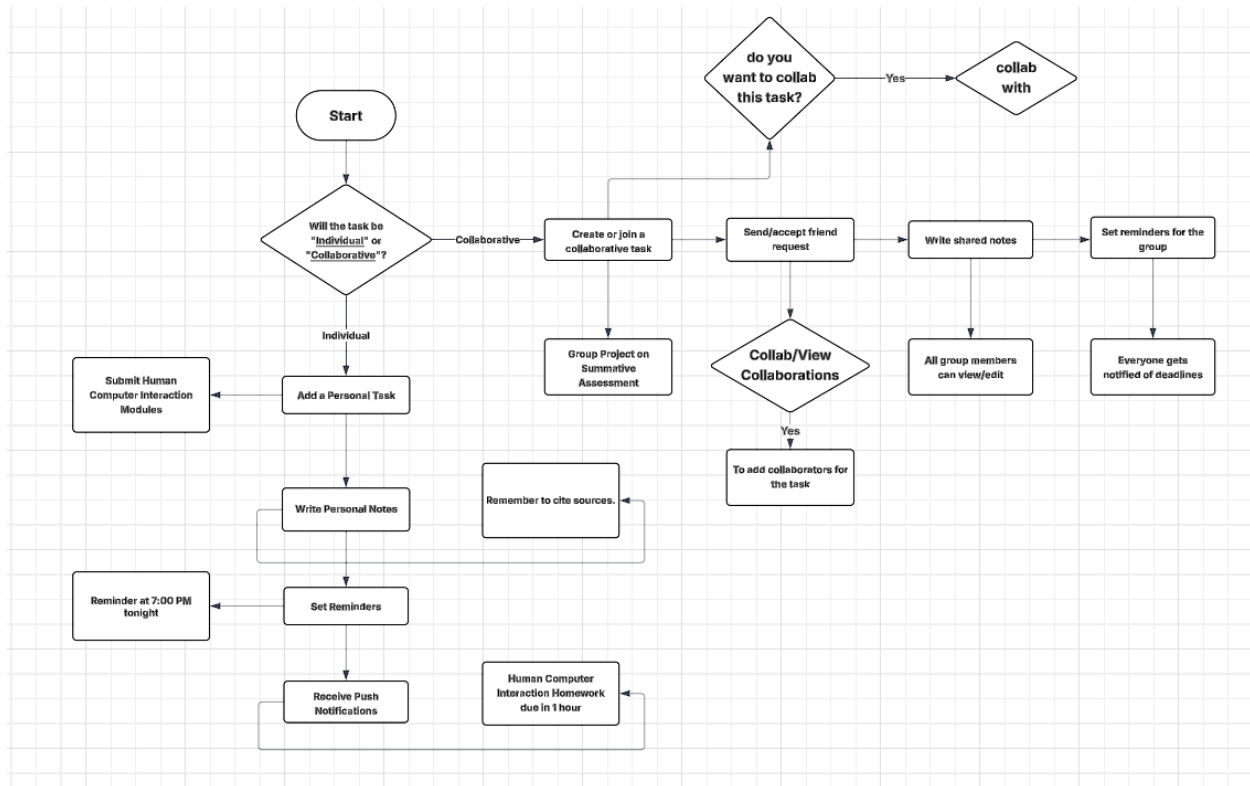 do you
want to collab
this task?
Yes
collab
with
Start
Will the task be
"Individual" or
"Collaborative"?
Collaborative
Create or join a
collaborative task
Send/accept friend
request
Write shared notes
Set reminders for the
group
Individual
Group Project on
Summative
Assessment
Collab/View
Collaborations
All group members
can view/edit
Everyone gets
notified of deadlines
Submit Human
Computer Interaction
Modules
Add a Personal Task
Yes
To add collaborators for
the task
Write Personal Notes
Remember to cite sources.
Reminder at 7:00 PM
tonight
Set Reminders
Receive Push
Notifications
Human Computer
Interaction Homework
due in 1 hour